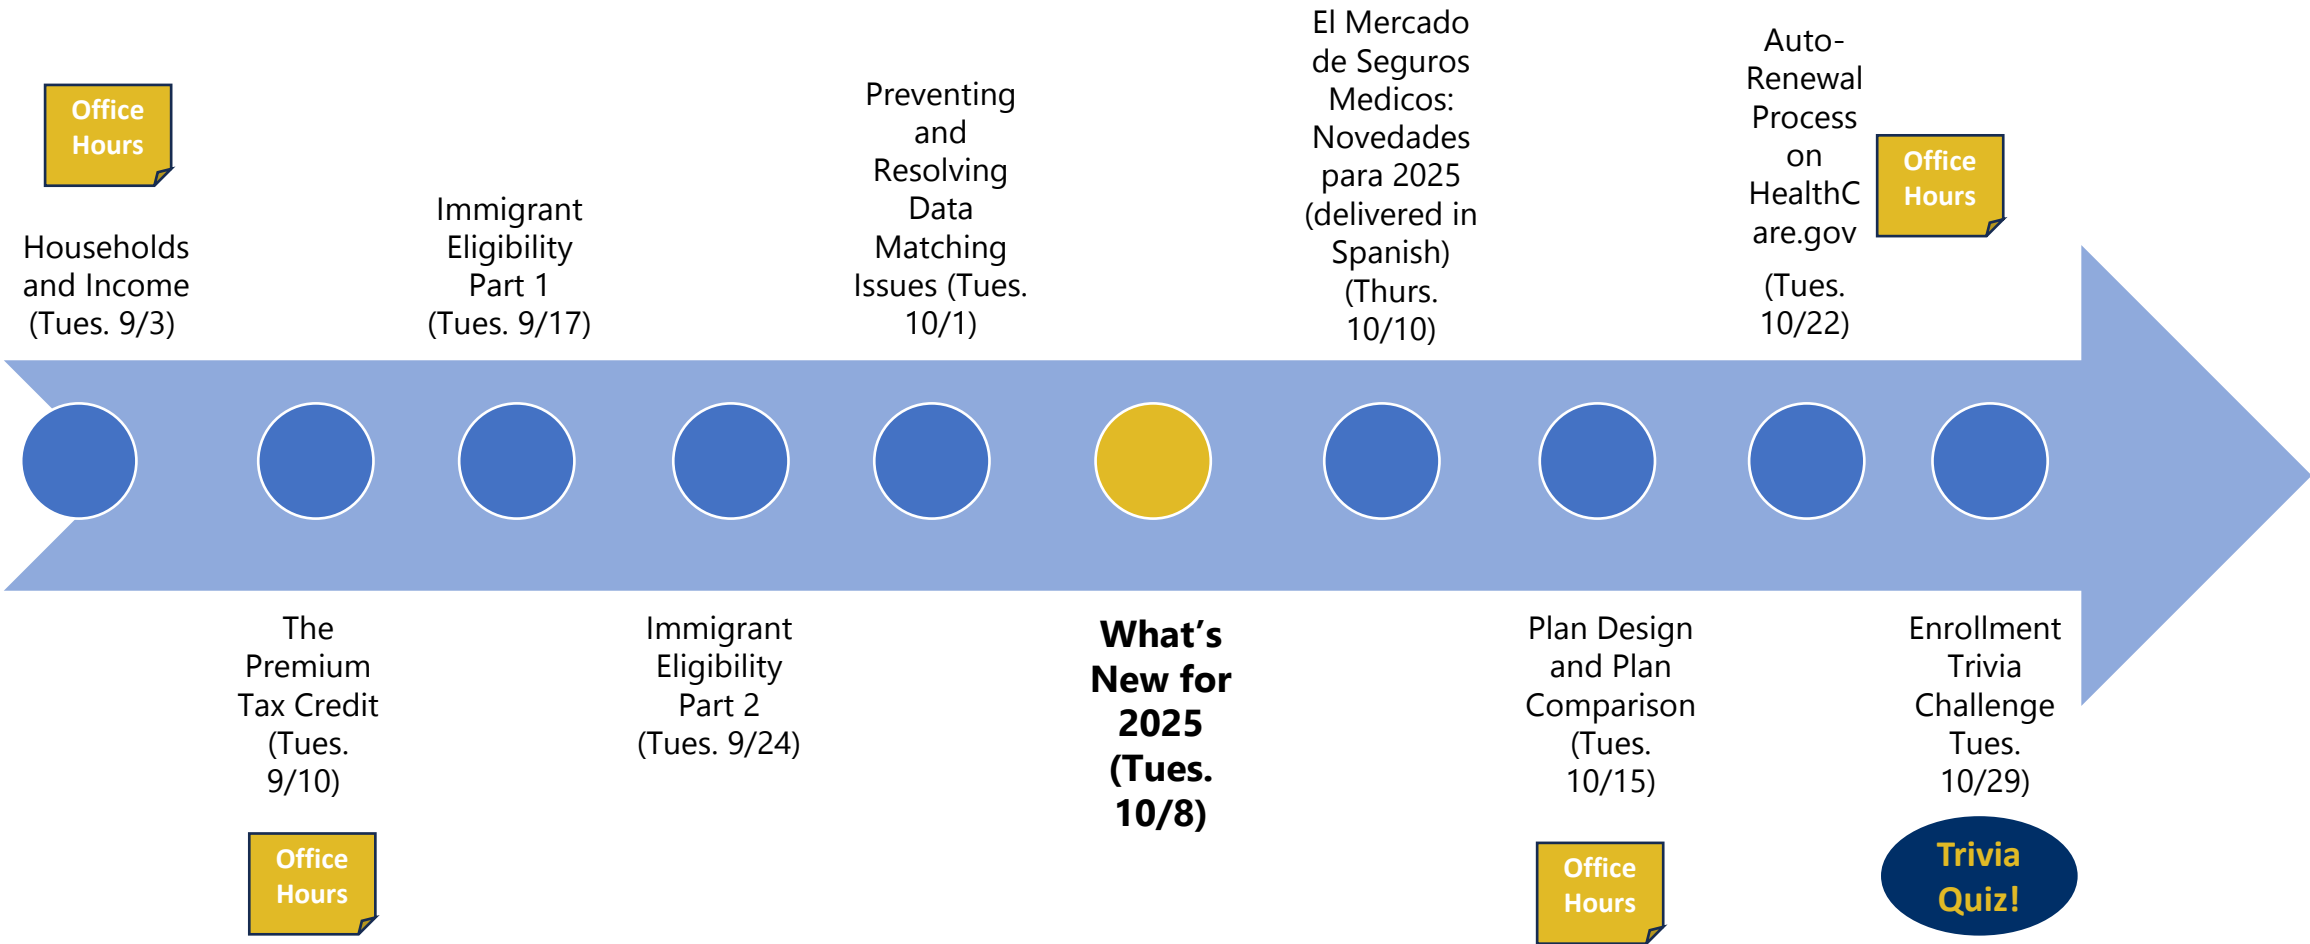 Office
Hours
Households
and Income
(Tues. 9/3)
Immigrant
Eligibility
Part 1
(Tues. 9/17)
Preventing
and
Resolving
Data
Matching
Issues (Tues.
10/1)
El Mercado
de Seguros
Medicos:
Novedades
para 2025
(delivered in
Spanish)
(Thurs.
10/10)
Auto-
Renewal
Process
on
HealthC
are.gov
(Tues.
10/22)
Office
Hours
The
Premium
Tax Credit
(Tues.
9/10)
Office
Hours
Immigrant
Eligibility
Part 2
(Tues. 9/24)
What’s
New for
2025
(Tues.
10/8)
Plan Design
and Plan
Comparison
(Tues.
10/15)
Office
Hours
Enrollment
Trivia
Challenge
Tues.
10/29)
Trivia
Quiz!